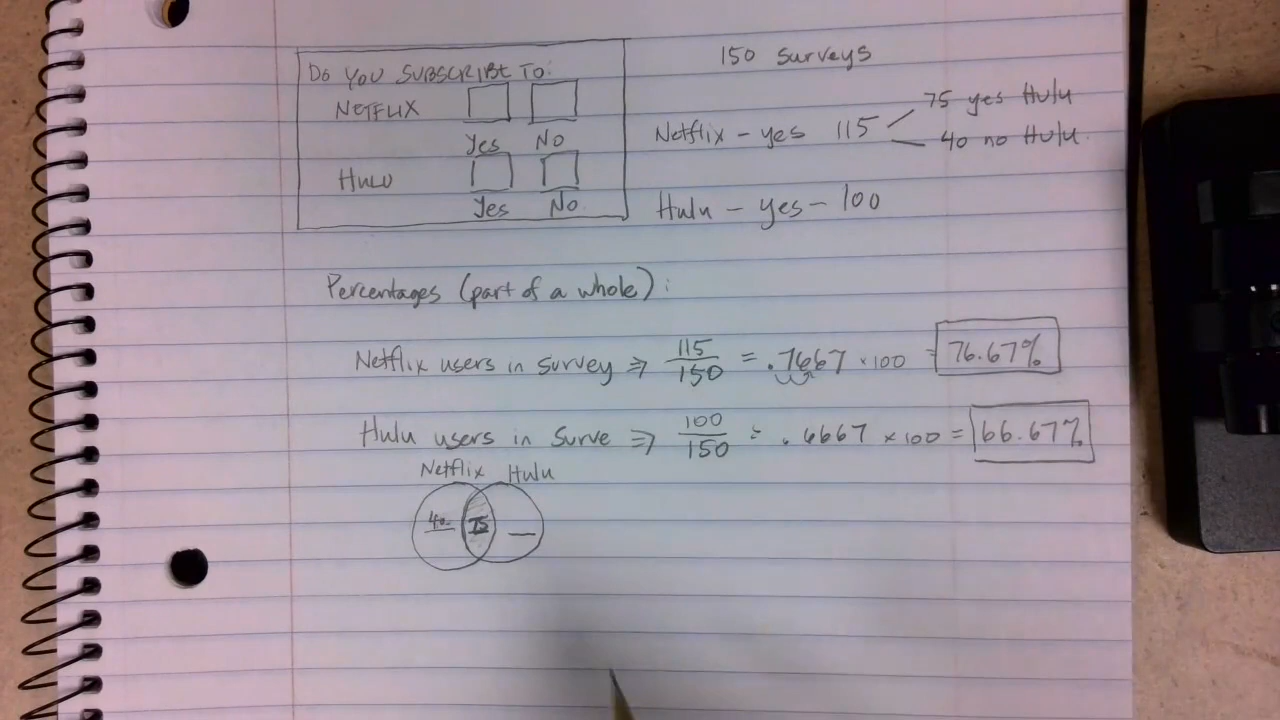 DO YOU SUBSCRIBE TO:
NETFLIX
Yes No
HULU
Yes No
150 surveys
75 yes Hulu
Netflix - yes 115
40 no Hulu
Hulu - yes - 100
Percentages (part of a whole):
Netflix users in survey ⇒ 115/150 = .7667 × 100 = 76.67%
Hulu users in surve ⇒ 100/150 = .6667 × 100 = 66.67%
Netflix Hulu
40 75